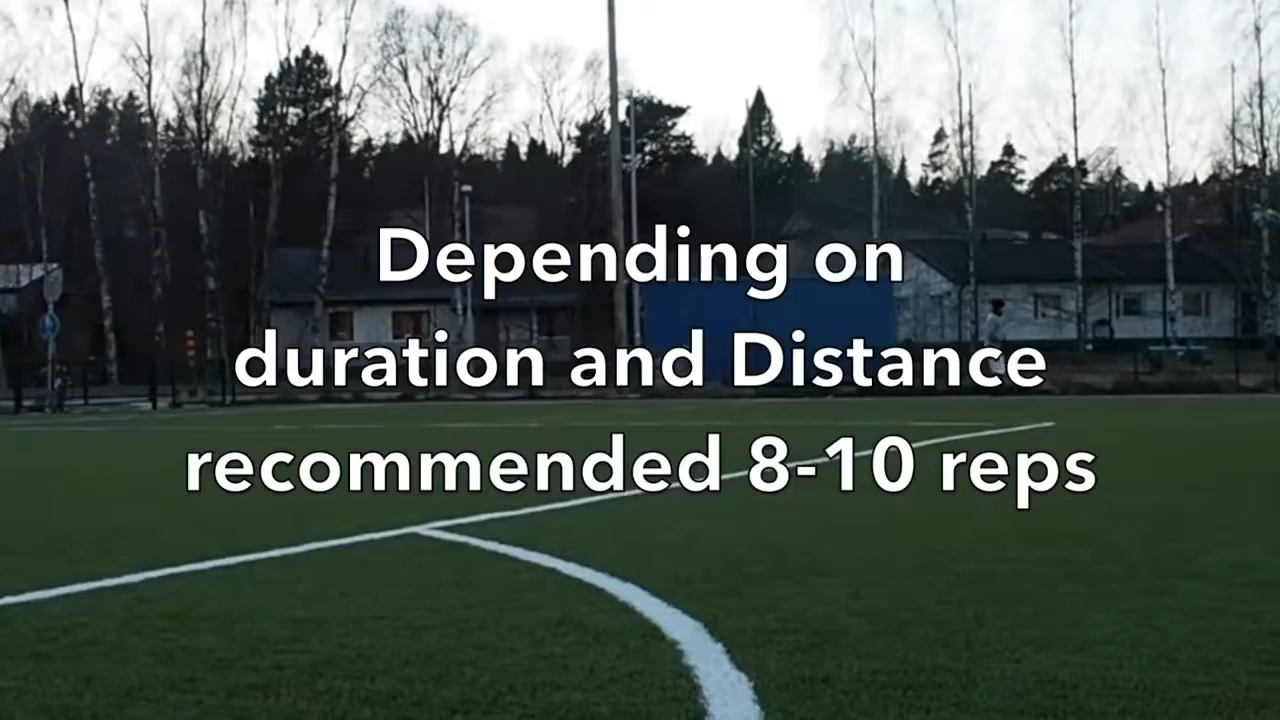 Depending on
duration and Distance
recommended 8-10 reps